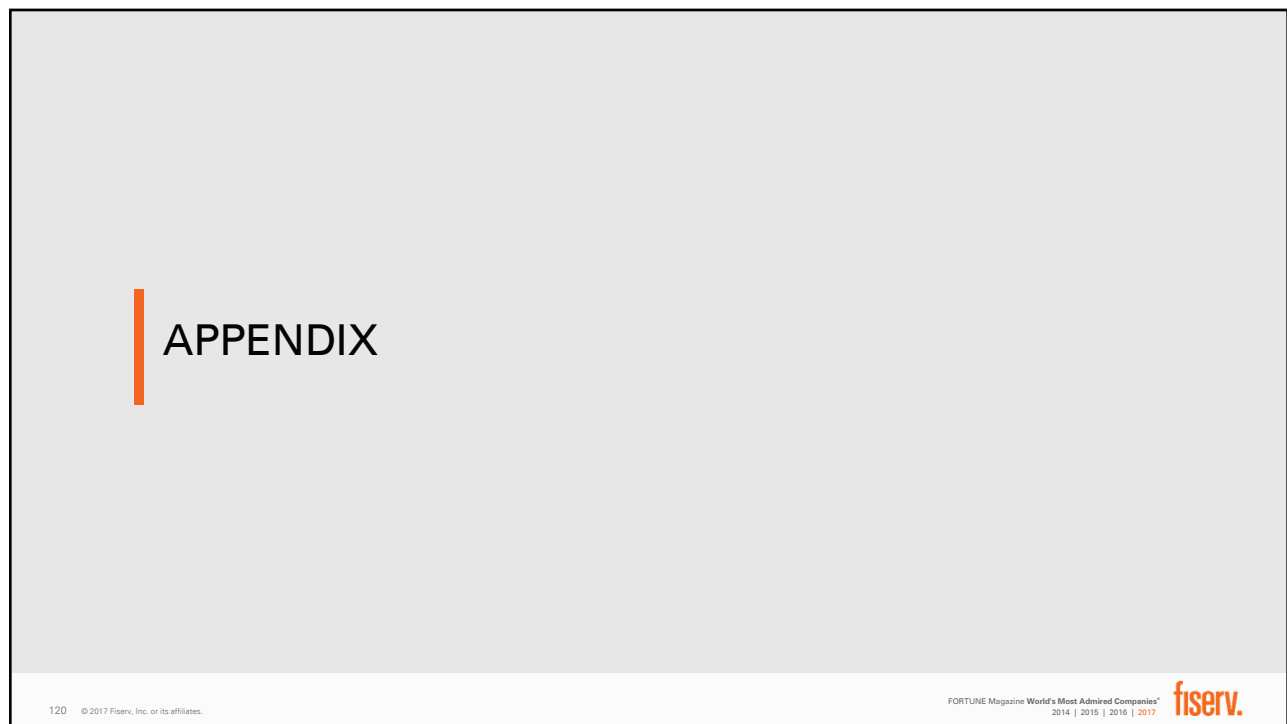 APPENDIX
120 © 2017 Fiserv, Inc. or its affiliates.
FORTUNE Magazine World's Most Admired Companies®
2014 | 2015 | 2016 | 2017
fiserv.